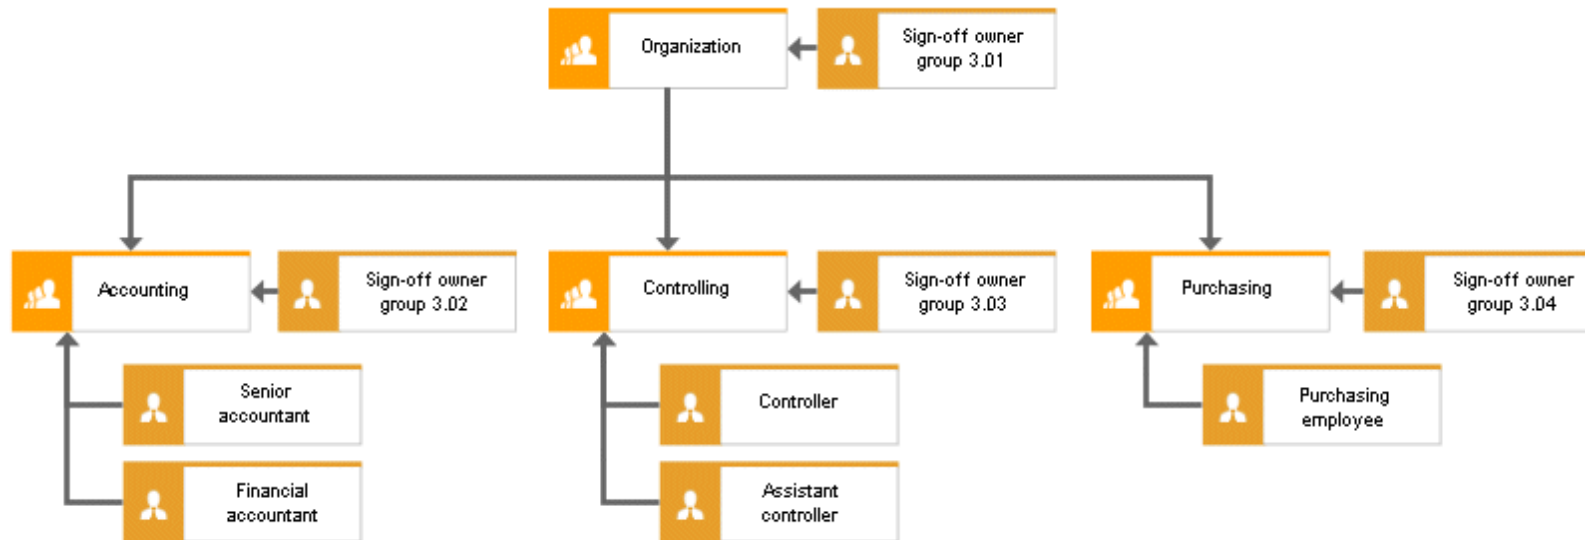 Organization
Sign-off owner
group 3.01
Accounting
Sign-off owner
group 3.02
Controlling
Sign-off owner
group 3.03
Purchasing
Sign-off owner
group 3.04
Senior
accountant
Controller
Purchasing
employee
Financial
accountant
Assistant
controller